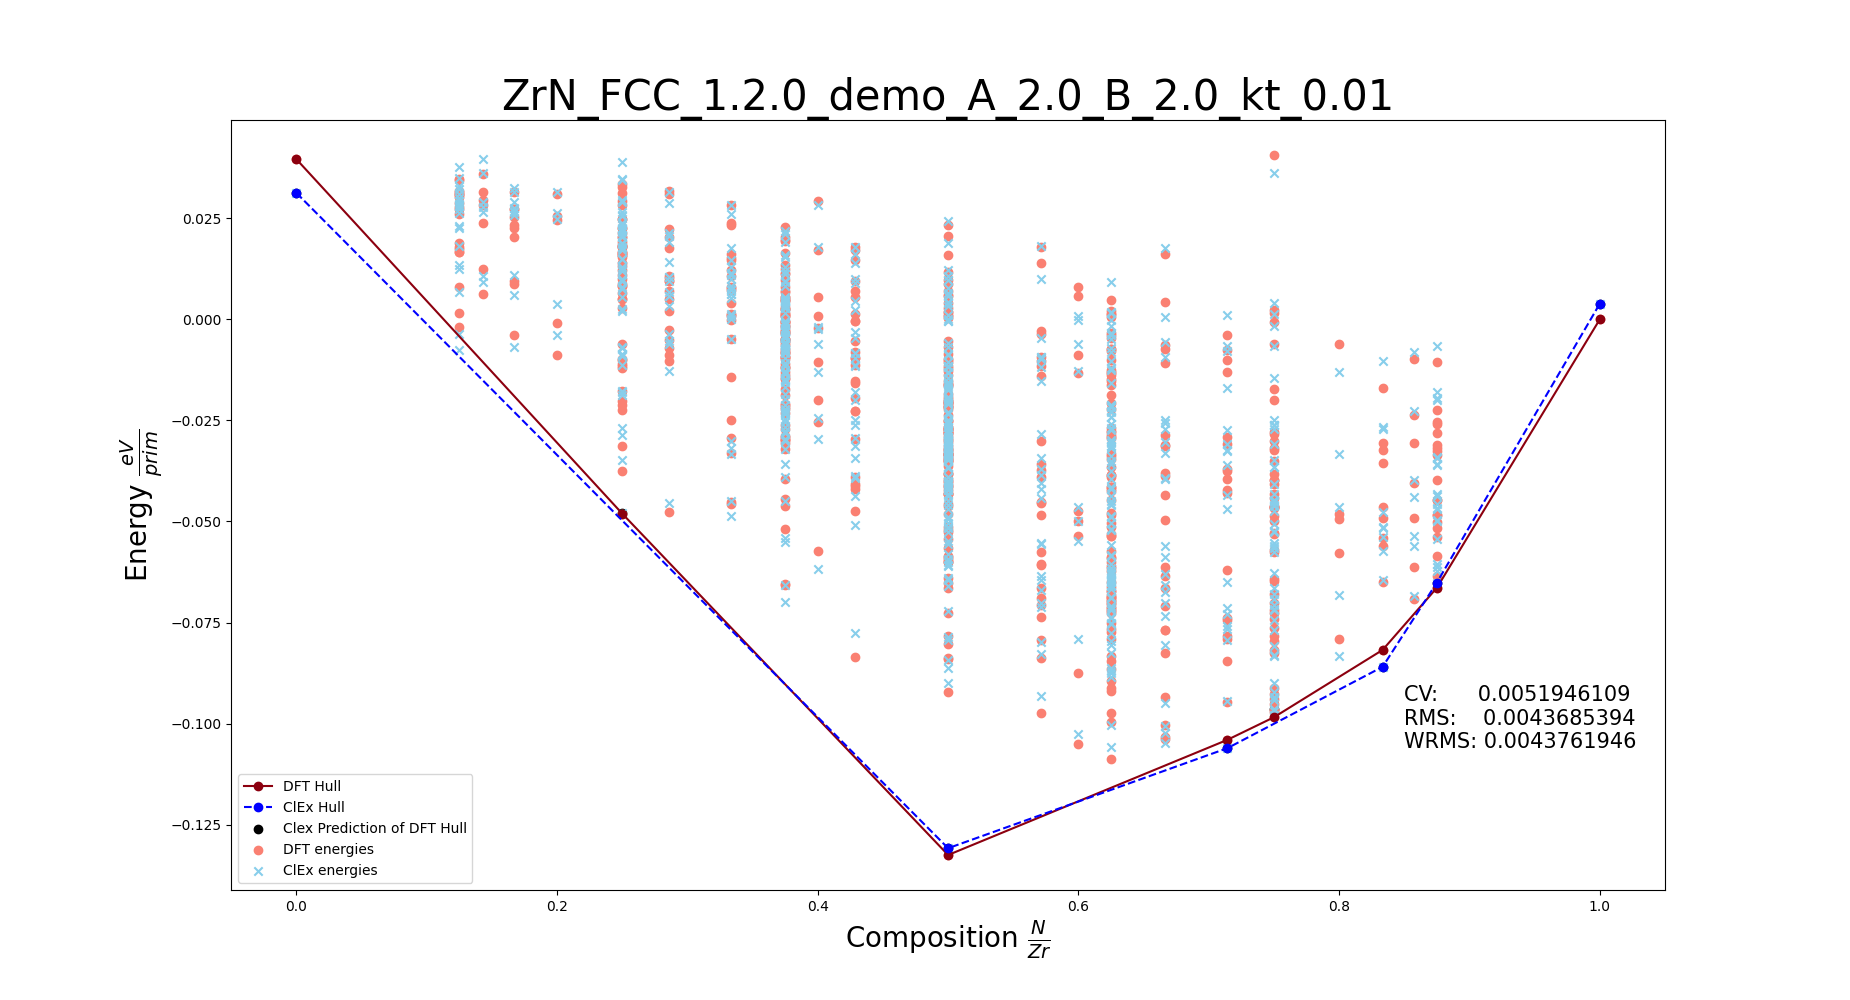 ZrN_FCC_1.2.0_demo_A_2.0_B_2.0_kt_0.01
Energy eV/prim
0.025
0.000
−0.025
−0.050
−0.075
−0.100
−0.125
CV: 0.0051946109
RMS: 0.0043685394
WRMS: 0.0043761946
DFT Hull
ClEx Hull
Clex Prediction of DFT Hull
DFT energies
ClEx energies
0.0 0.2 0.4 0.6 0.8 1.0
Composition N/Zr